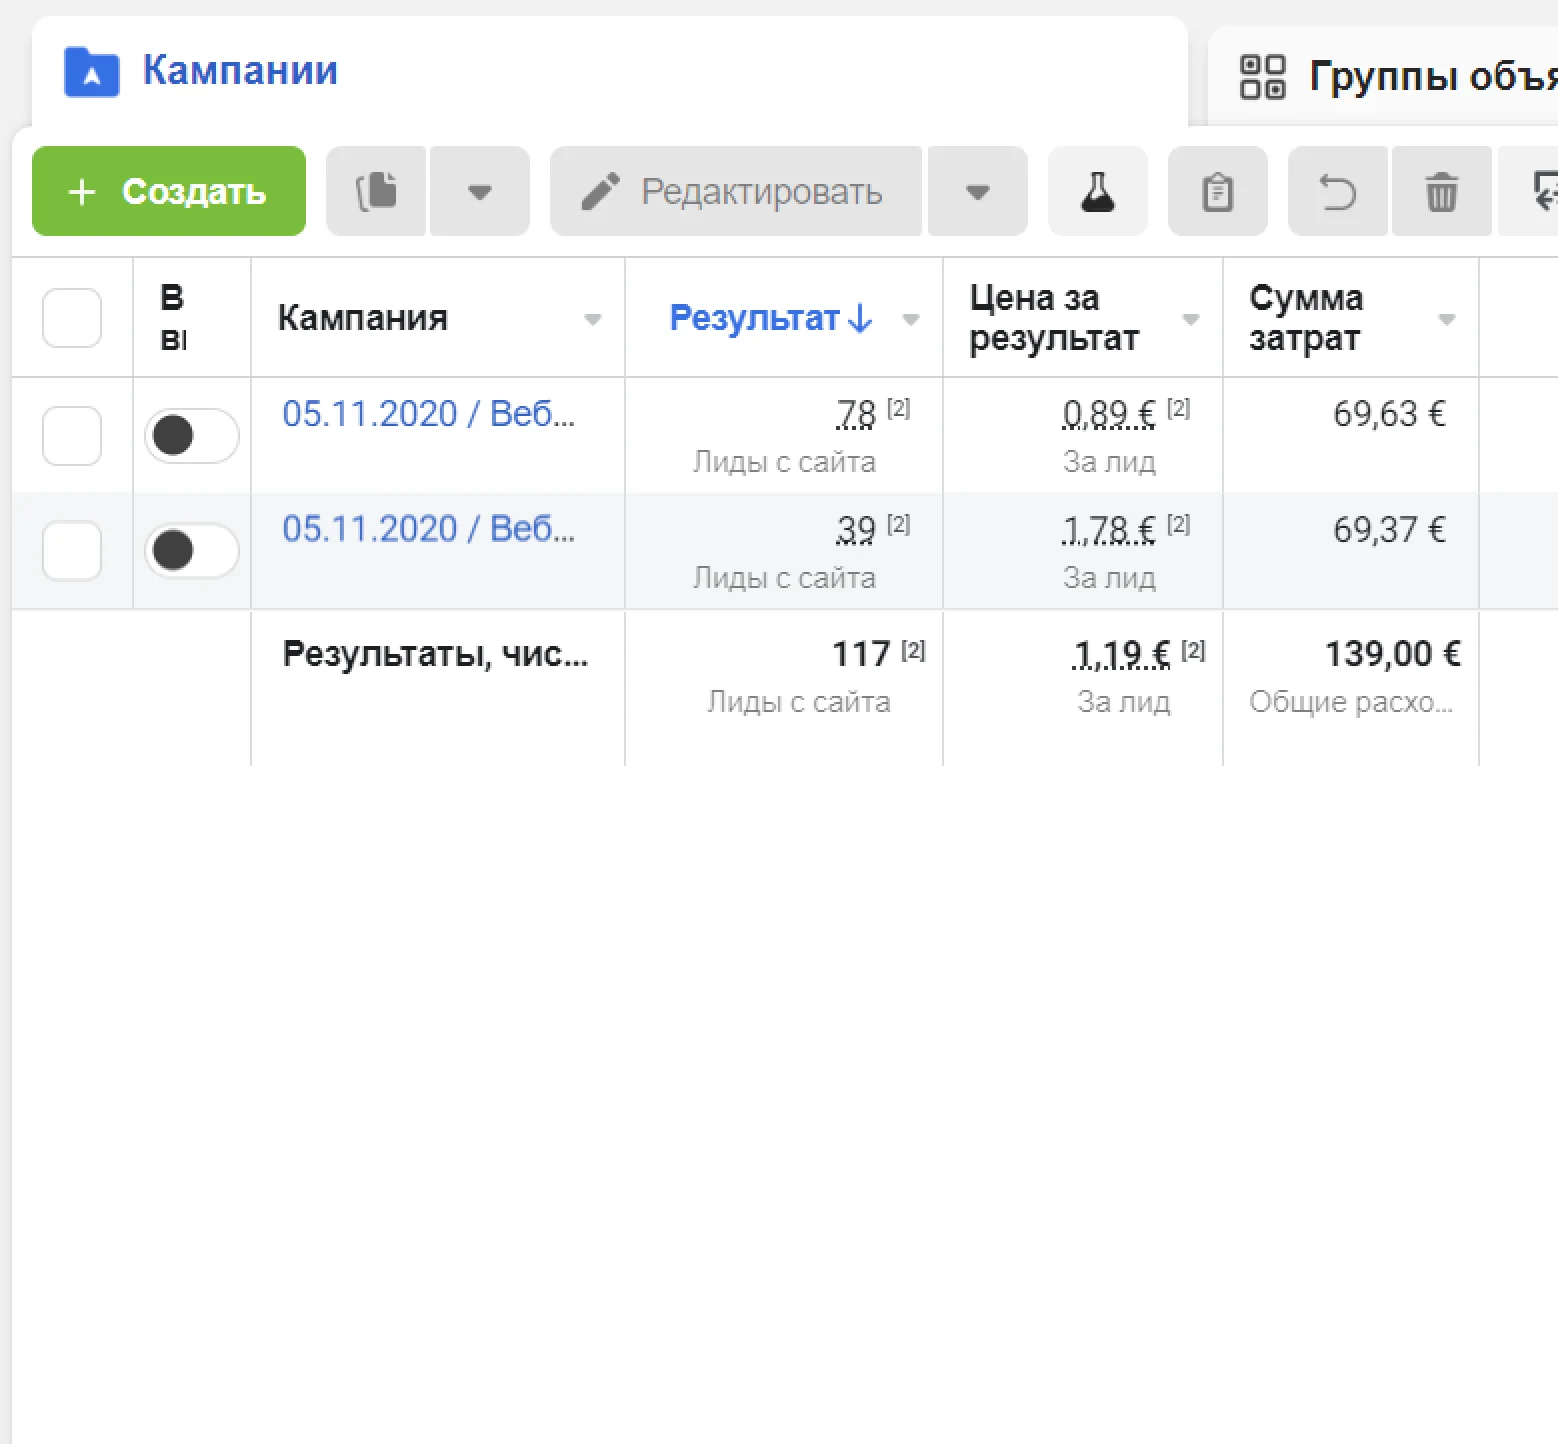 Кампании
Группы объя
+ Создать
Редактировать
В
Кампания
Результат↓
Цена за результат
Сумма затрат
05.11.2020 / Веб...
78 [2]
0,89 € [2]
69,63 €
Лиды с сайта
За лид
05.11.2020 / Веб...
39 [2]
1,78 € [2]
69,37 €
Лиды с сайта
За лид
Результаты, чис...
117 [2]
1,19 € [2]
139,00 €
Лиды с сайта
За лид
Общие расхо...